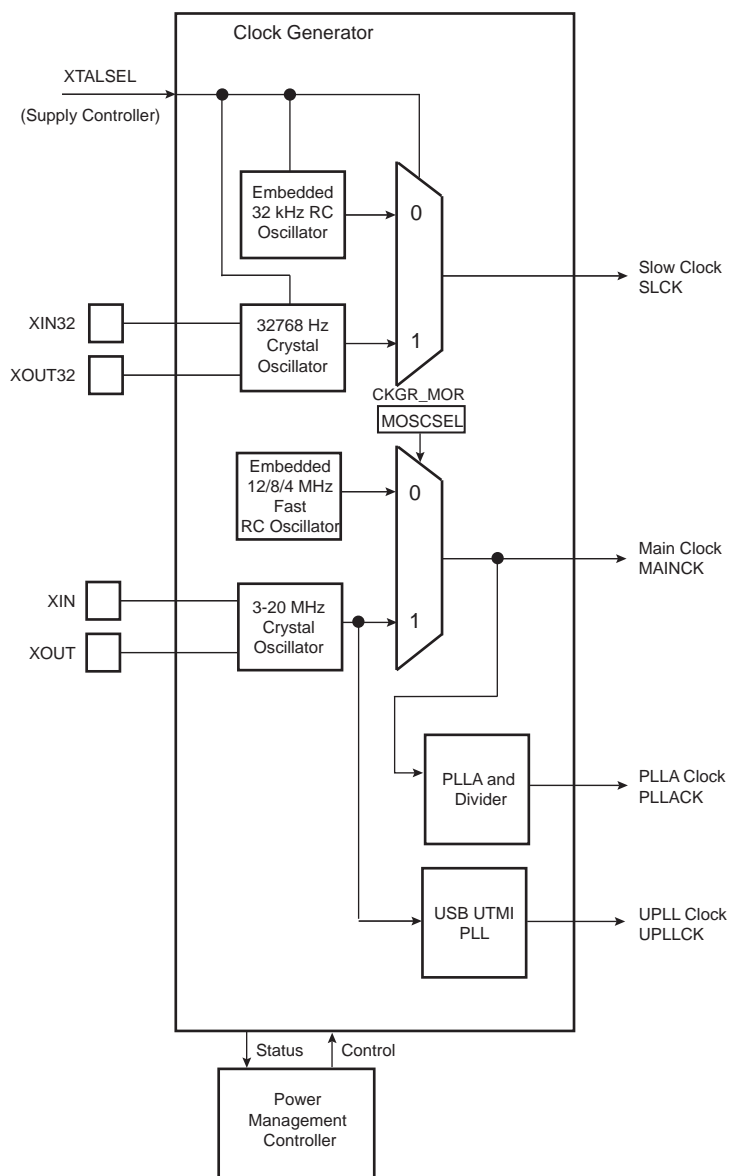 Clock Generator
XTALSEL
(Supply Controller)
Embedded
32 kHz RC
Oscillator
0
Slow Clock
SLCK
XIN32
32768 Hz
Crystal
Oscillator
1
XOUT32
CKGR_MOR
MOSCSEL
Embedded
12/8/4 MHz
Fast
RC Oscillator
0
Main Clock
MAINCK
XIN
3-20 MHz
Crystal
Oscillator
1
XOUT
PLLA and
Divider
PLLA Clock
PLLACK
USB UTMI
PLL
UPLL Clock
UPLLCK
Status
Control
Power
Management
Controller